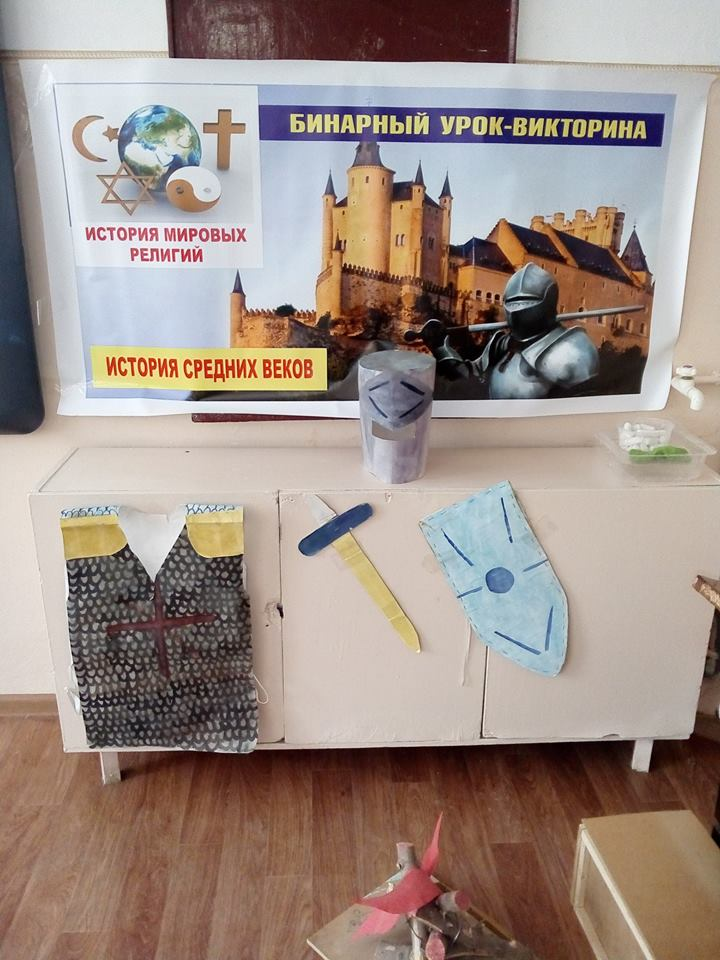 БИНАРНЫЙ УРОК-ВИКТОРИНА
ИСТОРИЯ МИРОВЫХ
РЕЛИГИЙ
ИСТОРИЯ СРЕДНИХ ВЕКОВ